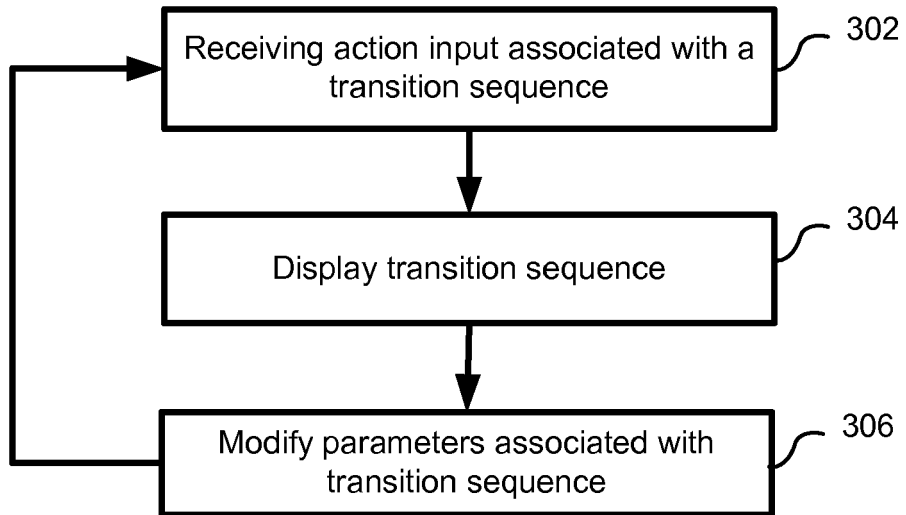 Receiving action input associated with a
transition sequence
302
Display transition sequence
304
Modify parameters associated with
transition sequence
306